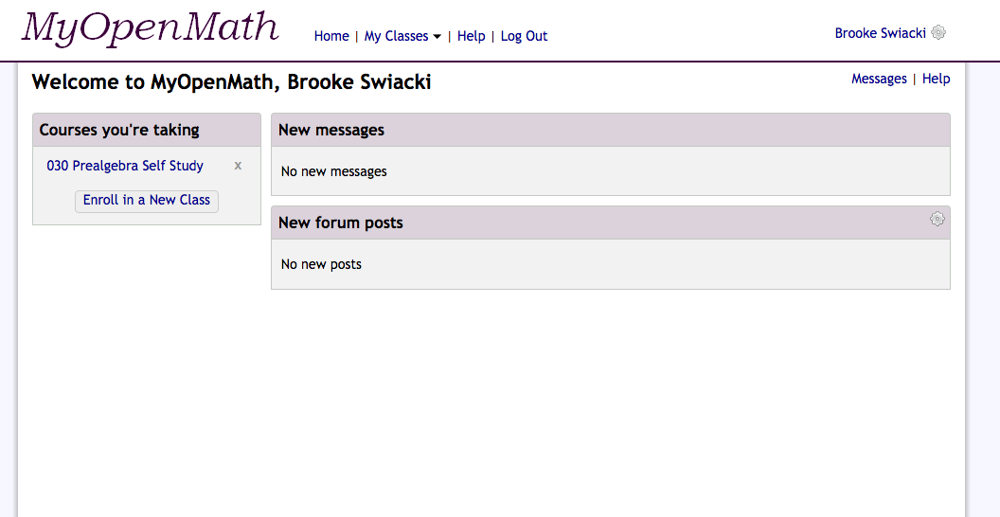 MyOpenMath
Home | My Classes | Help | Log Out
Brooke Swiacki
Welcome to MyOpenMath, Brooke Swiacki
Messages | Help
Courses you're taking
030 Prealgebra Self Study x
Enroll in a New Class
New messages
No new messages
New forum posts
No new posts